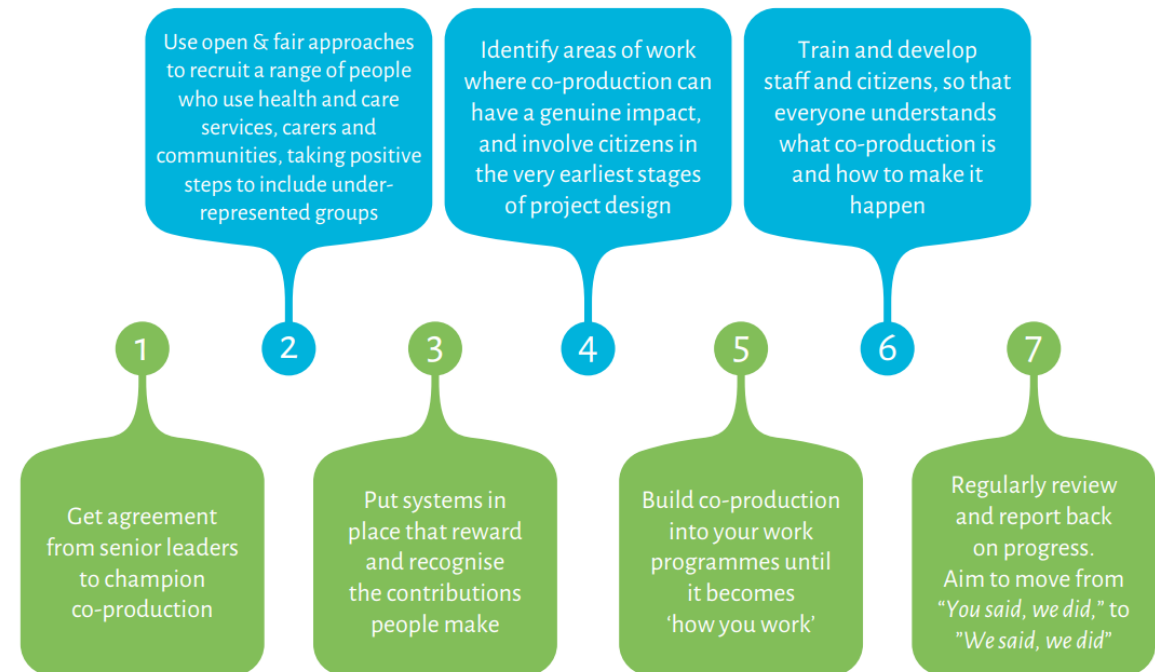 1
Get agreement
from senior leaders
to champion
co-production
2
Use open & fair approaches
to recruit a range of people
who use health and care
services, carers and
communities, taking positive
steps to include under-
represented groups
3
Put systems in
place that reward
and recognise
the contributions
people make
4
Identify areas of work
where co-production can
have a genuine impact,
and involve citizens in
the very earliest stages
of project design
5
Build co-production
into your work
programmes until
it becomes
‘how you work’
6
Train and develop
staff and citizens, so that
everyone understands
what co-production is
and how to make it
happen
7
Regularly review
and report back
on progress.
Aim to move from
“You said, we did,” to
”We said, we did”